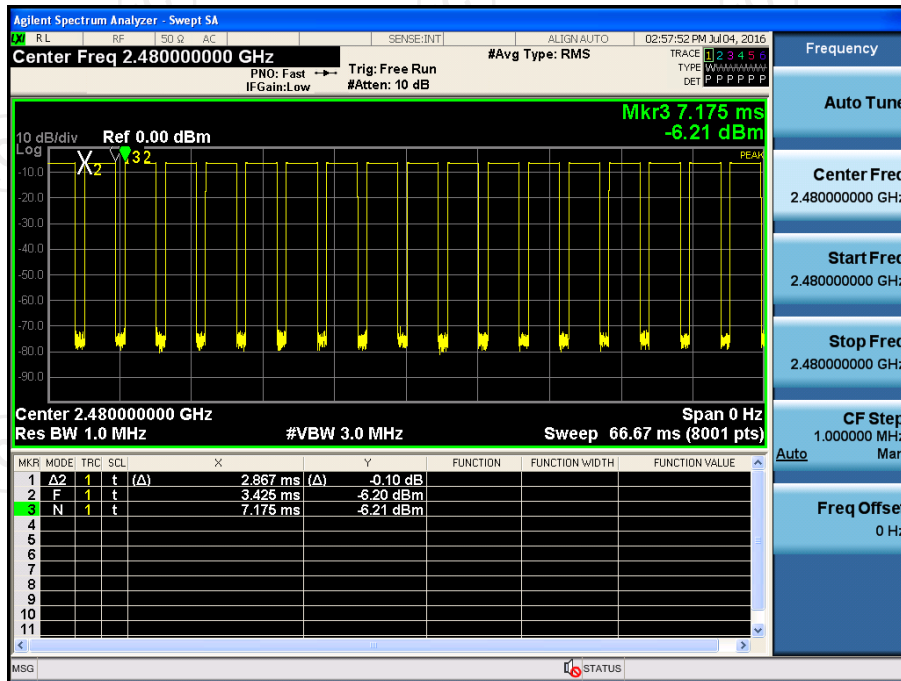 Agilent Spectrum Analyzer - Swept SA
LXI RL RF 50 Ω AC SENSE:INT ALIGN AUTO 02:57:52 PM Jul 04, 2016
Center Freq 2.480000000 GHz #Avg Type: RMS TRACE 1 2 3 4 5 6
PNO: Fast Trig: Free Run TYPE WWWWWW
IFGain:Low #Atten: 10 dB DET P P P P P P
Frequency
Mkr3 7.175 ms
10 dB/div Ref 0.00 dBm -6.21 dBm
Log
PEAK
X2 3 2
-10.0
-20.0
-30.0
-40.0
-50.0
-60.0
-70.0
-80.0
-90.0
Center 2.480000000 GHz Span 0 Hz
Res BW 1.0 MHz #VBW 3.0 MHz Sweep 66.67 ms (8001 pts)
MKR MODE TRC SCL X Y FUNCTION FUNCTION WIDTH FUNCTION VALUE
1 Δ2 1 t (Δ) 2.867 ms (Δ) -0.10 dB
2 F 1 t 3.425 ms -6.20 dBm
3 N 1 t 7.175 ms -6.21 dBm
4
5
6
7
8
9
10
11
MSG STATUS
Auto Tune
Center Freq
2.480000000 GHz
Start Freq
2.480000000 GHz
Stop Freq
2.480000000 GHz
CF Step
1.000000 MHz
Auto Man
Freq Offset
0 Hz